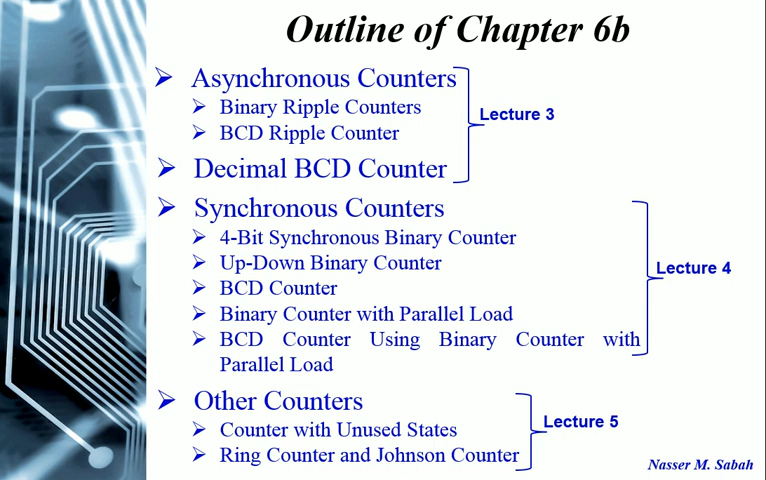 Outline of Chapter 6b
Asynchronous Counters
Binary Ripple Counters
BCD Ripple Counter
Decimal BCD Counter
Lecture 3
Synchronous Counters
4-Bit Synchronous Binary Counter
Up-Down Binary Counter
BCD Counter
Binary Counter with Parallel Load
BCD Counter Using Binary Counter with
Parallel Load
Lecture 4
Other Counters
Counter with Unused States
Ring Counter and Johnson Counter
Lecture 5
Nasser M. Sabah